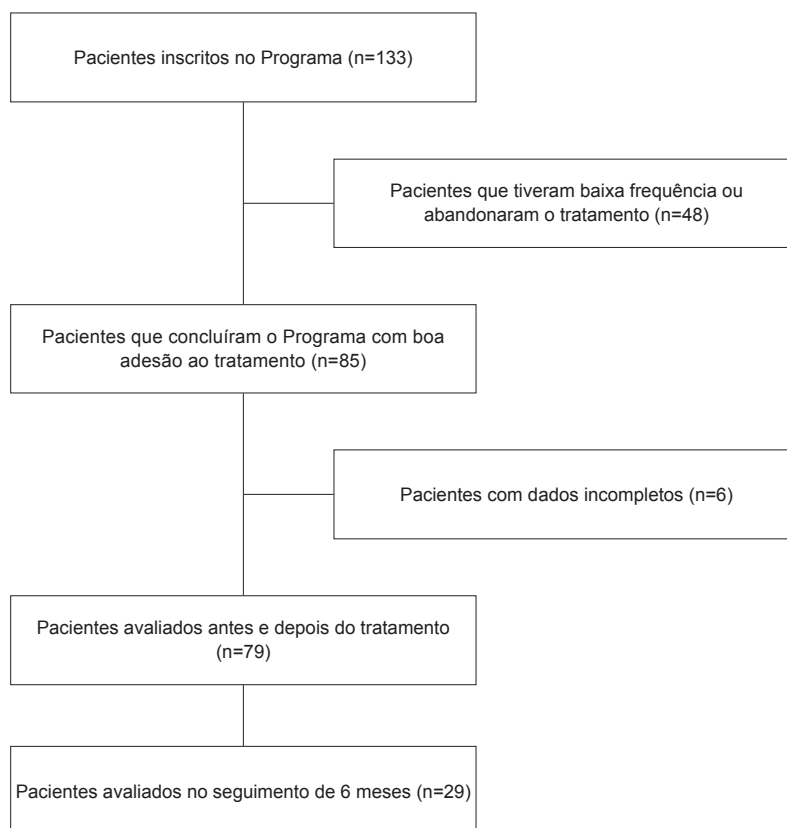 Pacientes inscritos no Programa (n=133)
Pacientes que tiveram baixa frequência ou
abandonaram o tratamento (n=48)
Pacientes que concluíram o Programa com boa
adesão ao tratamento (n=85)
Pacientes com dados incompletos (n=6)
Pacientes avaliados antes e depois do tratamento
(n=79)
Pacientes avaliados no seguimento de 6 meses (n=29)